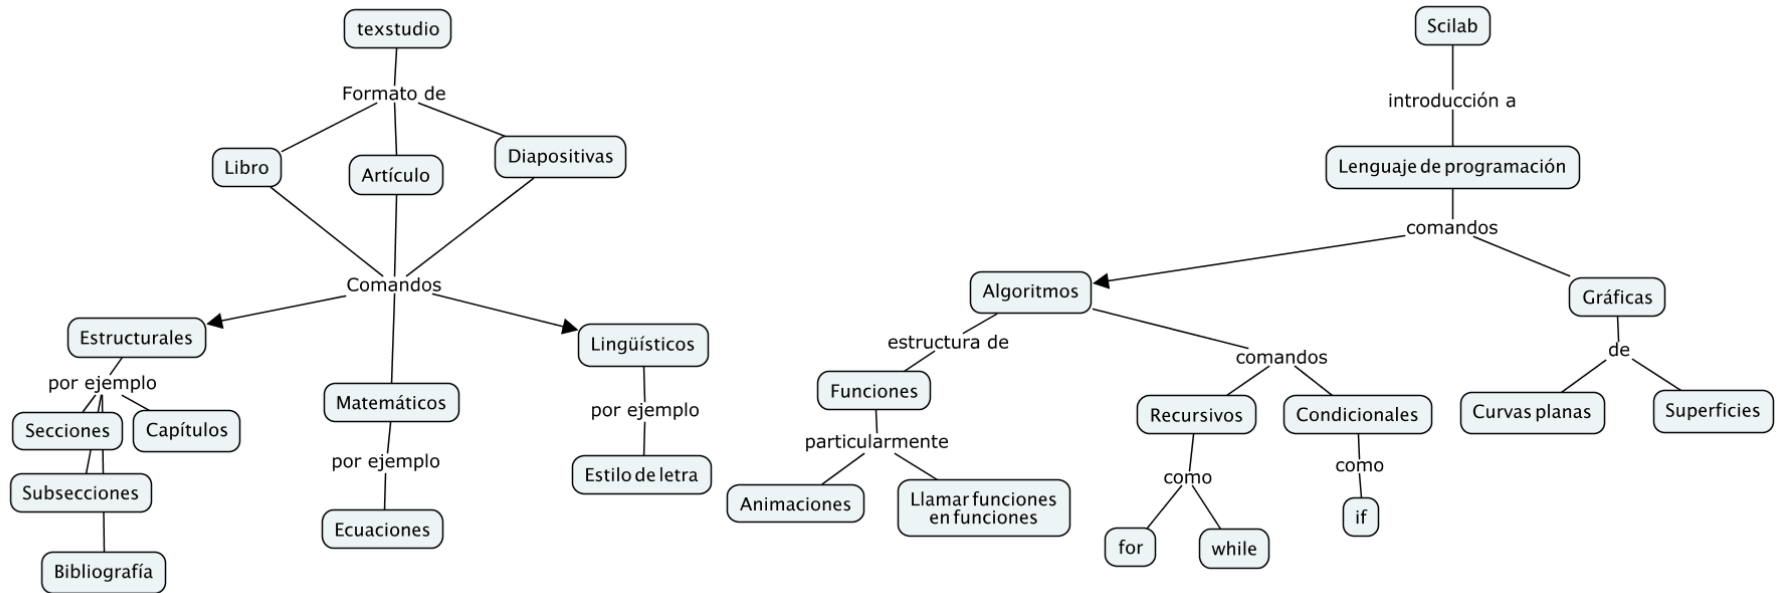 texstudio
Formato de
Libro
Artículo
Diapositivas
Comandos
Estructurales
por ejemplo
Secciones
Capítulos
Subsecciones
Bibliografía
Matemáticos
por ejemplo
Ecuaciones
Lingüísticos
por ejemplo
Estilo de letra
Scilab
introducción a
Lenguaje de programación
comandos
Algoritmos
estructura de
Funciones
particularmente
Animaciones
Llamar funciones
en funciones
comandos
Recursivos
como
for
while
Condicionales
como
if
Gráficas
de
Curvas planas
Superficies